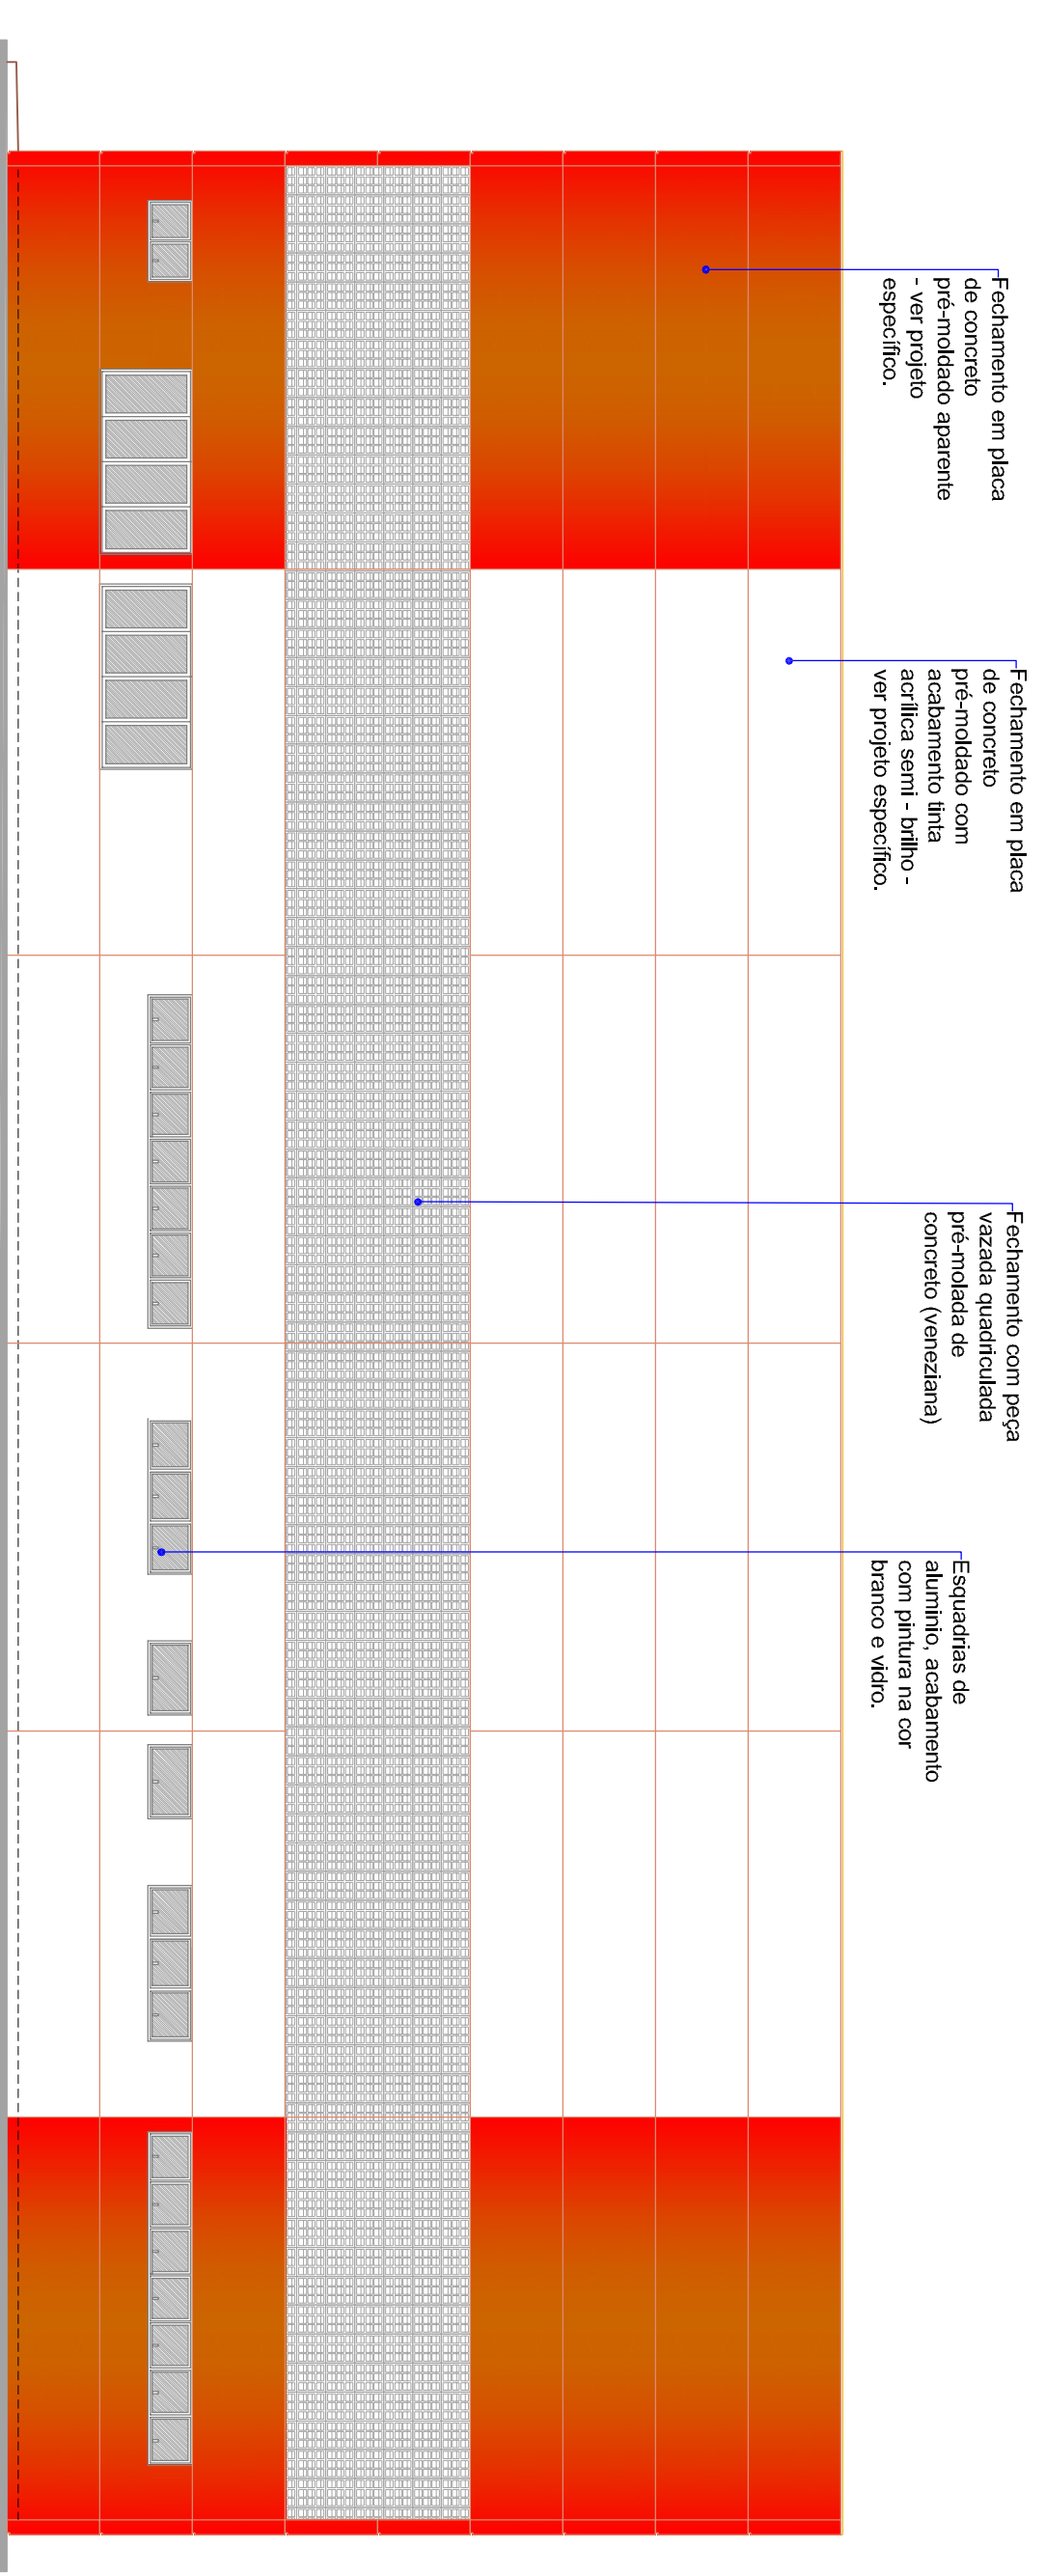 Fechamento em placa
de concreto
pré-moldado aparente
- ver projeto
específico.
Fechamento em placa
de concreto
pré-moldado com
acabamento tinta
acrílica semi - brilho -
ver projeto específico.
Fechamento com peça
vazada quadriculada
pré-molada de
concreto (veneziana)
Esquadrias de
aluminio, acabamento
com pintura na cor
branco e vidro.